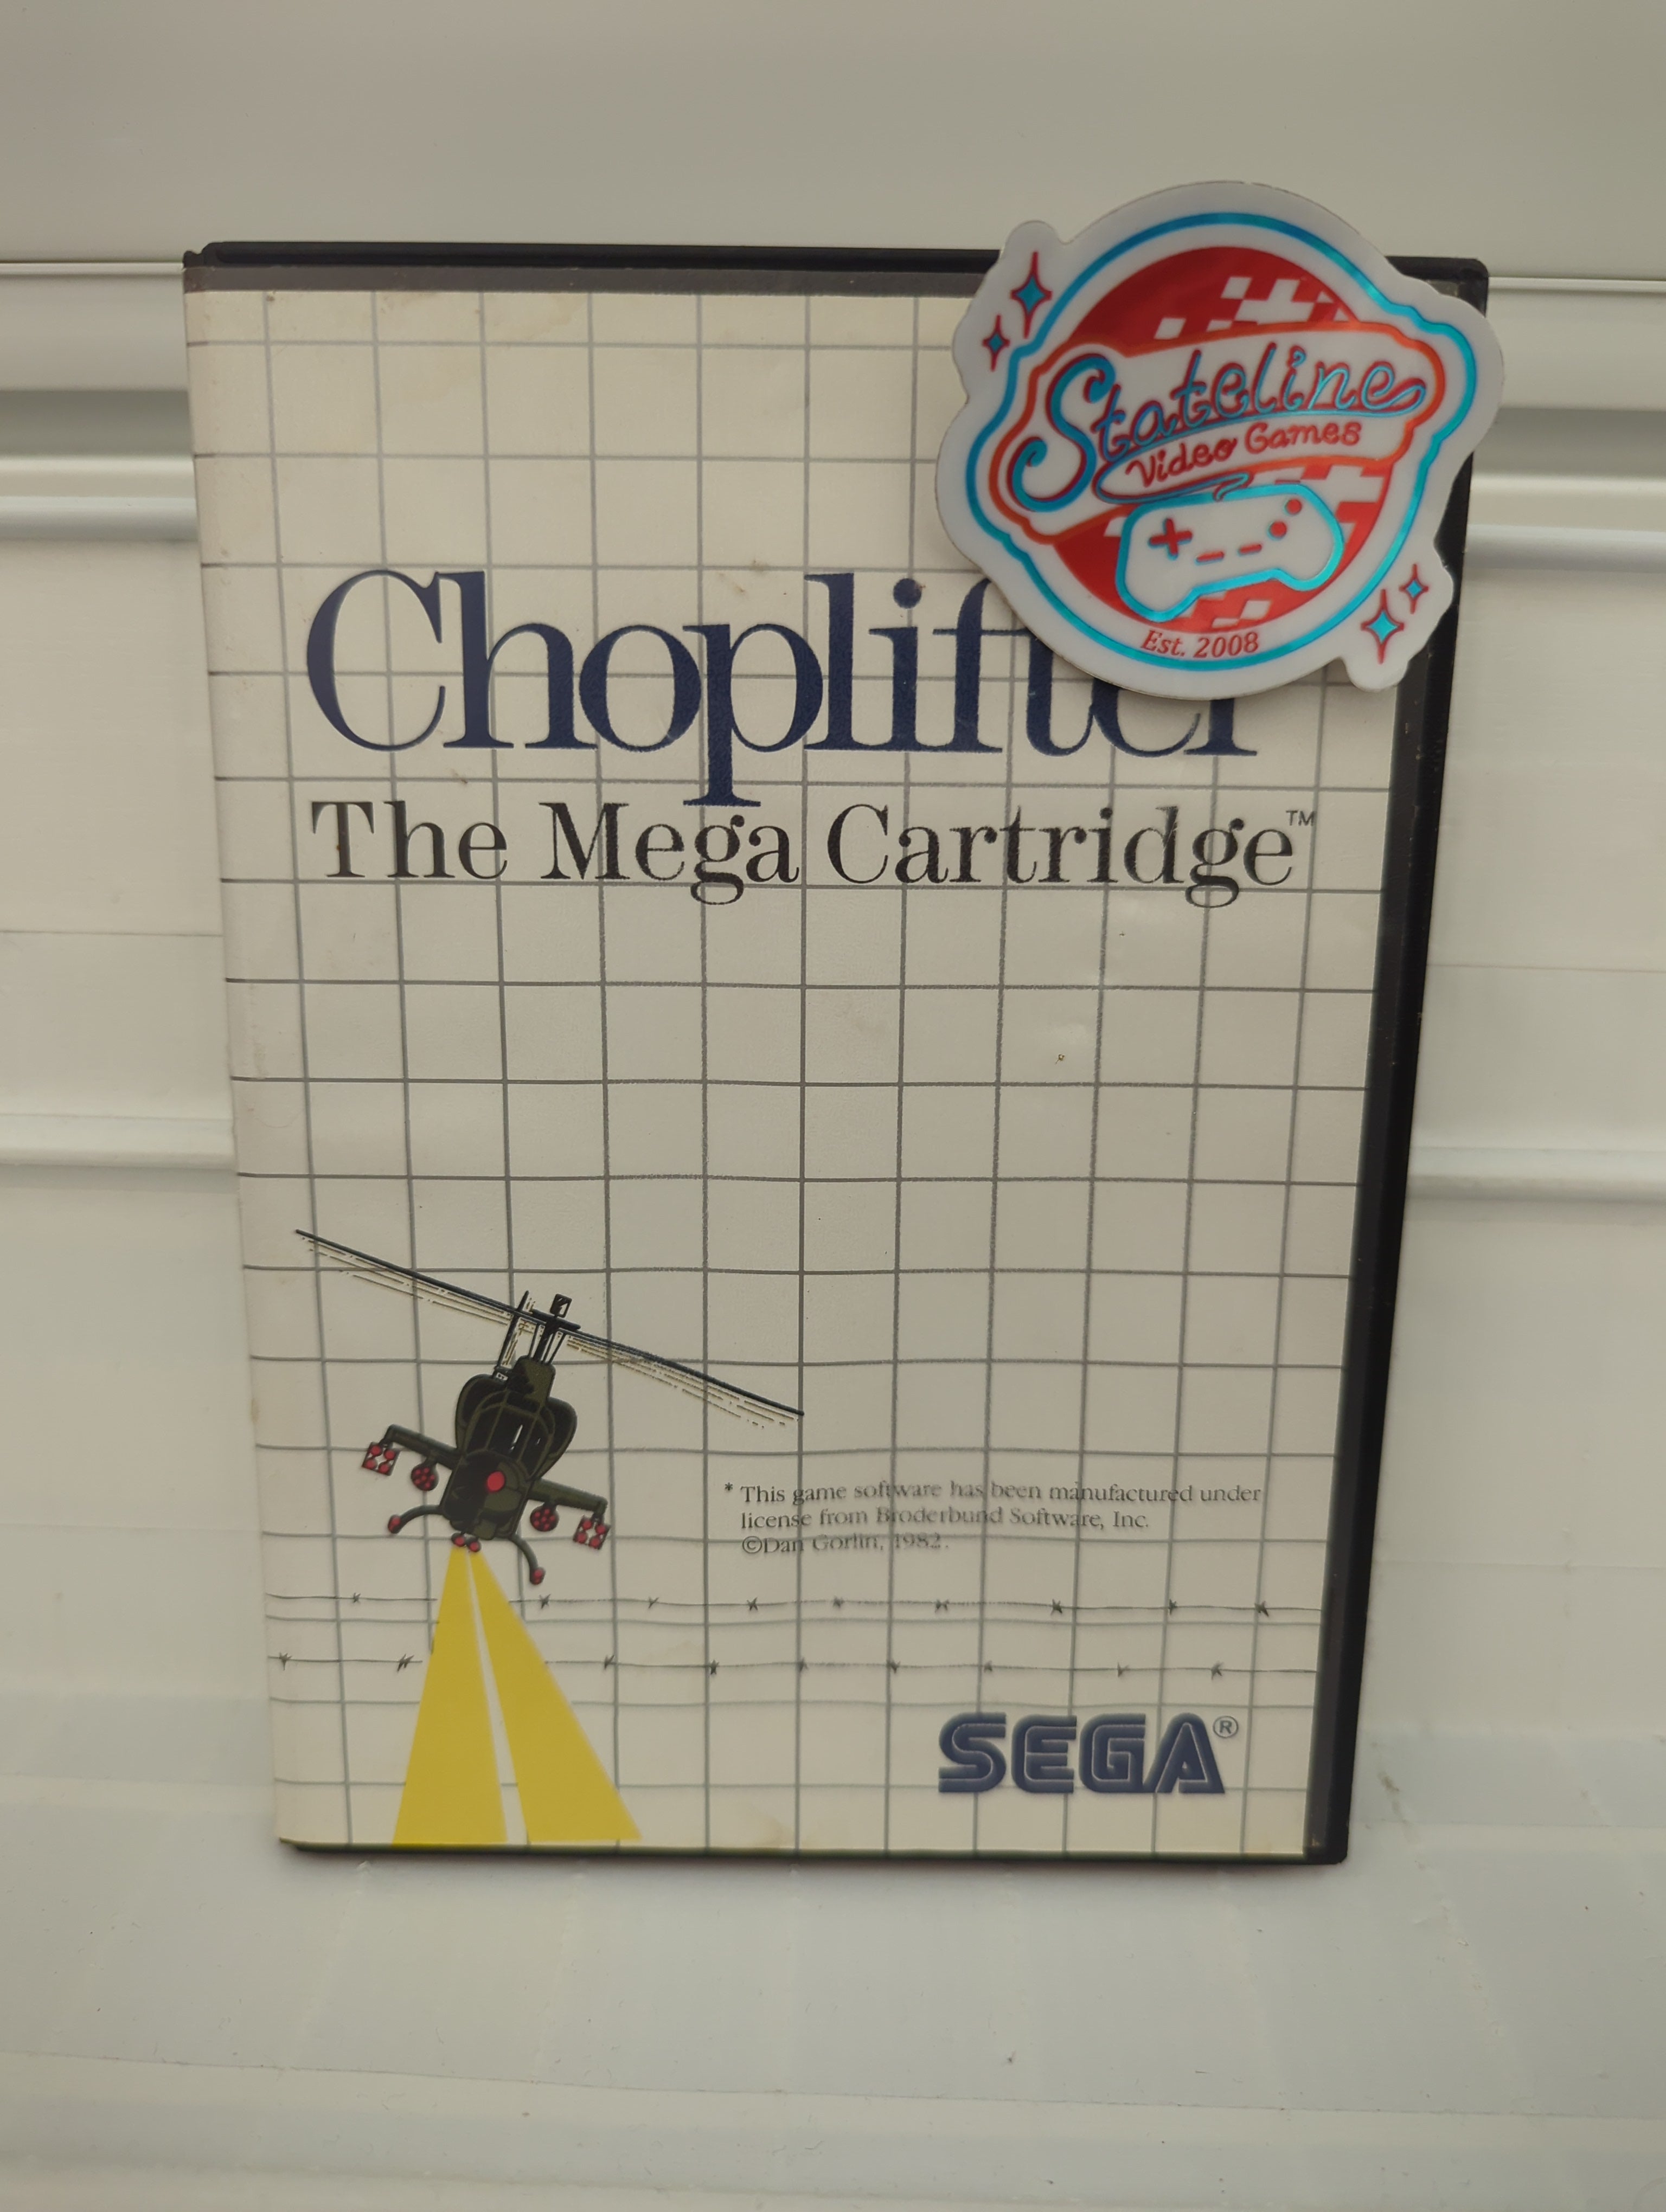 Stateline
Video Games
Est. 2008
Choplifter
The Mega Cartridge™
* This game software has been manufactured under
license from Broderbund Software, Inc.
©Dan Gorlin, 1982.
SEGA®